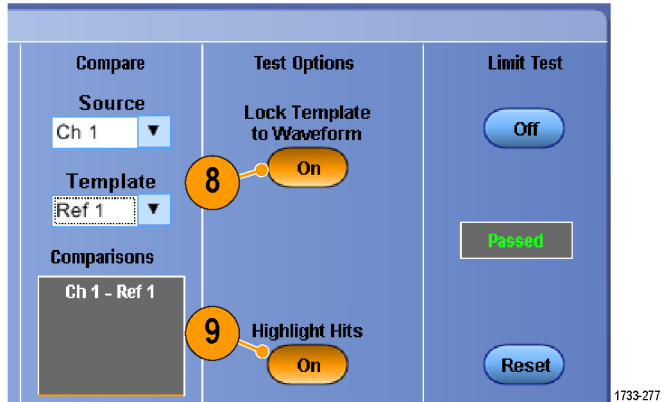 Compare
Source
Ch 1
Template
Ref 1
Comparisons
Ch 1 - Ref 1
Test Options
Lock Template
to Waveform
8
On
9
Highlight Hits
On
Limit Test
Off
Passed
Reset
1733-277